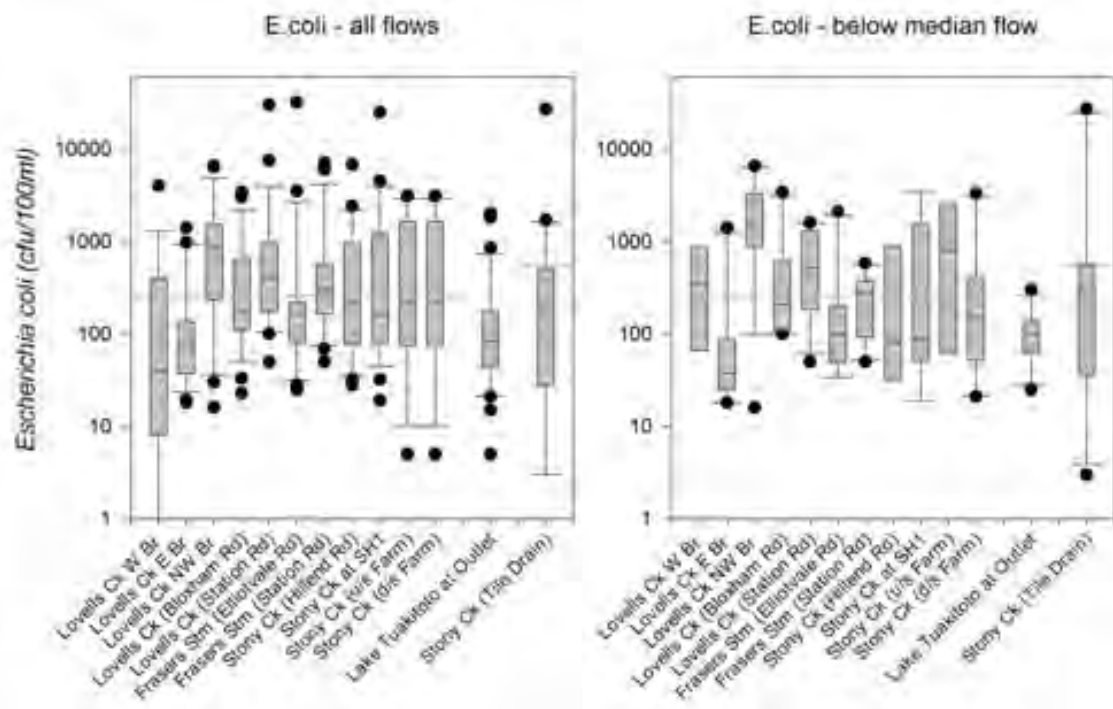 E.coli - all flows
E.coli - below median flow
Escherichia coli (cfu/100ml)
10000
1000
100
10
1
10000
1000
100
10
1
Lovells Ck W Br
Lovells Ck E Br
Lovells Ck NW Br
Lovells Ck (Bloxham Rd)
Lovells Ck (Station Rd)
Frasers Stm (Elliotvale Rd)
Frasers Stm (Station Rd)
Stony Ck (Hillend Rd)
Stony Ck at SH1
Stony Ck (u/s Farm)
Stony Ck (d/s Farm)
Lake Tuakitoto at Outlet
Stony Ck (Tile Drain)
Lovells Ck W Br
Lovells Ck E Br
Lovells Ck NW Br
Lovells Ck (Bloxham Rd)
Lovells Ck (Station Rd)
Frasers Stm (Elliotvale Rd)
Frasers Stm (Station Rd)
Stony Ck (Hillend Rd)
Stony Ck at SH1
Stony Ck (u/s Farm)
Stony Ck (d/s Farm)
Lake Tuakitoto at Outlet
Stony Ck (Tile Drain)